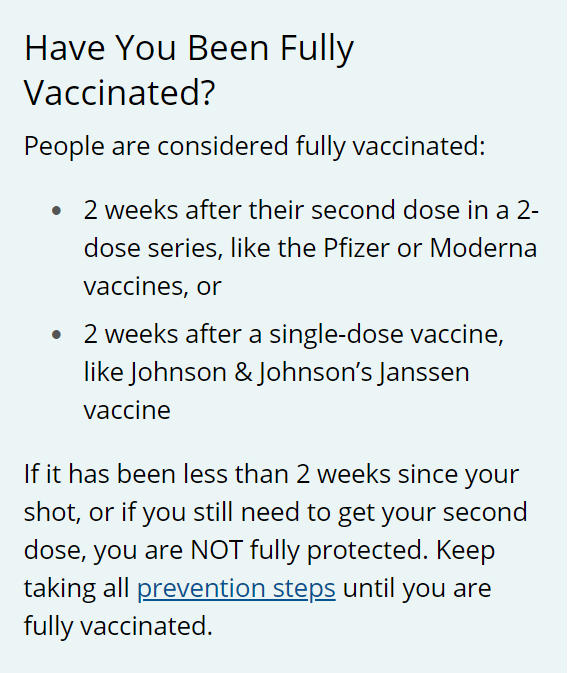 Have You Been Fully
Vaccinated?
People are considered fully vaccinated:
• 2 weeks after their second dose in a 2-
dose series, like the Pfizer or Moderna
vaccines, or
• 2 weeks after a single-dose vaccine,
like Johnson & Johnson’s Janssen
vaccine
If it has been less than 2 weeks since your
shot, or if you still need to get your second
dose, you are NOT fully protected. Keep
taking all prevention steps until you are
fully vaccinated.